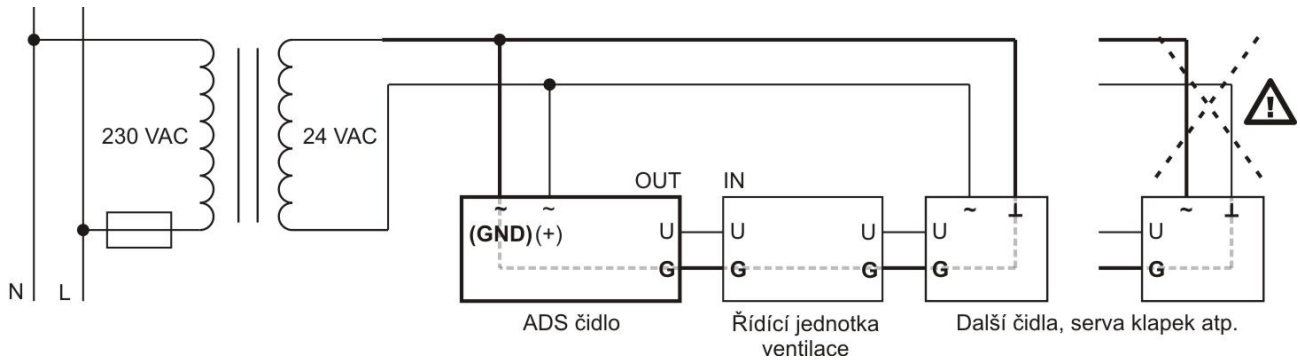 230 VAC
24 VAC
OUT IN
~ ~ ~ ⊥ ~ ⊥
(GND) (+) U U U U U
G G G G G
N L
ADS čidlo
Řídící jednotka
ventilace
Další čidla, serva klapek atp.
!